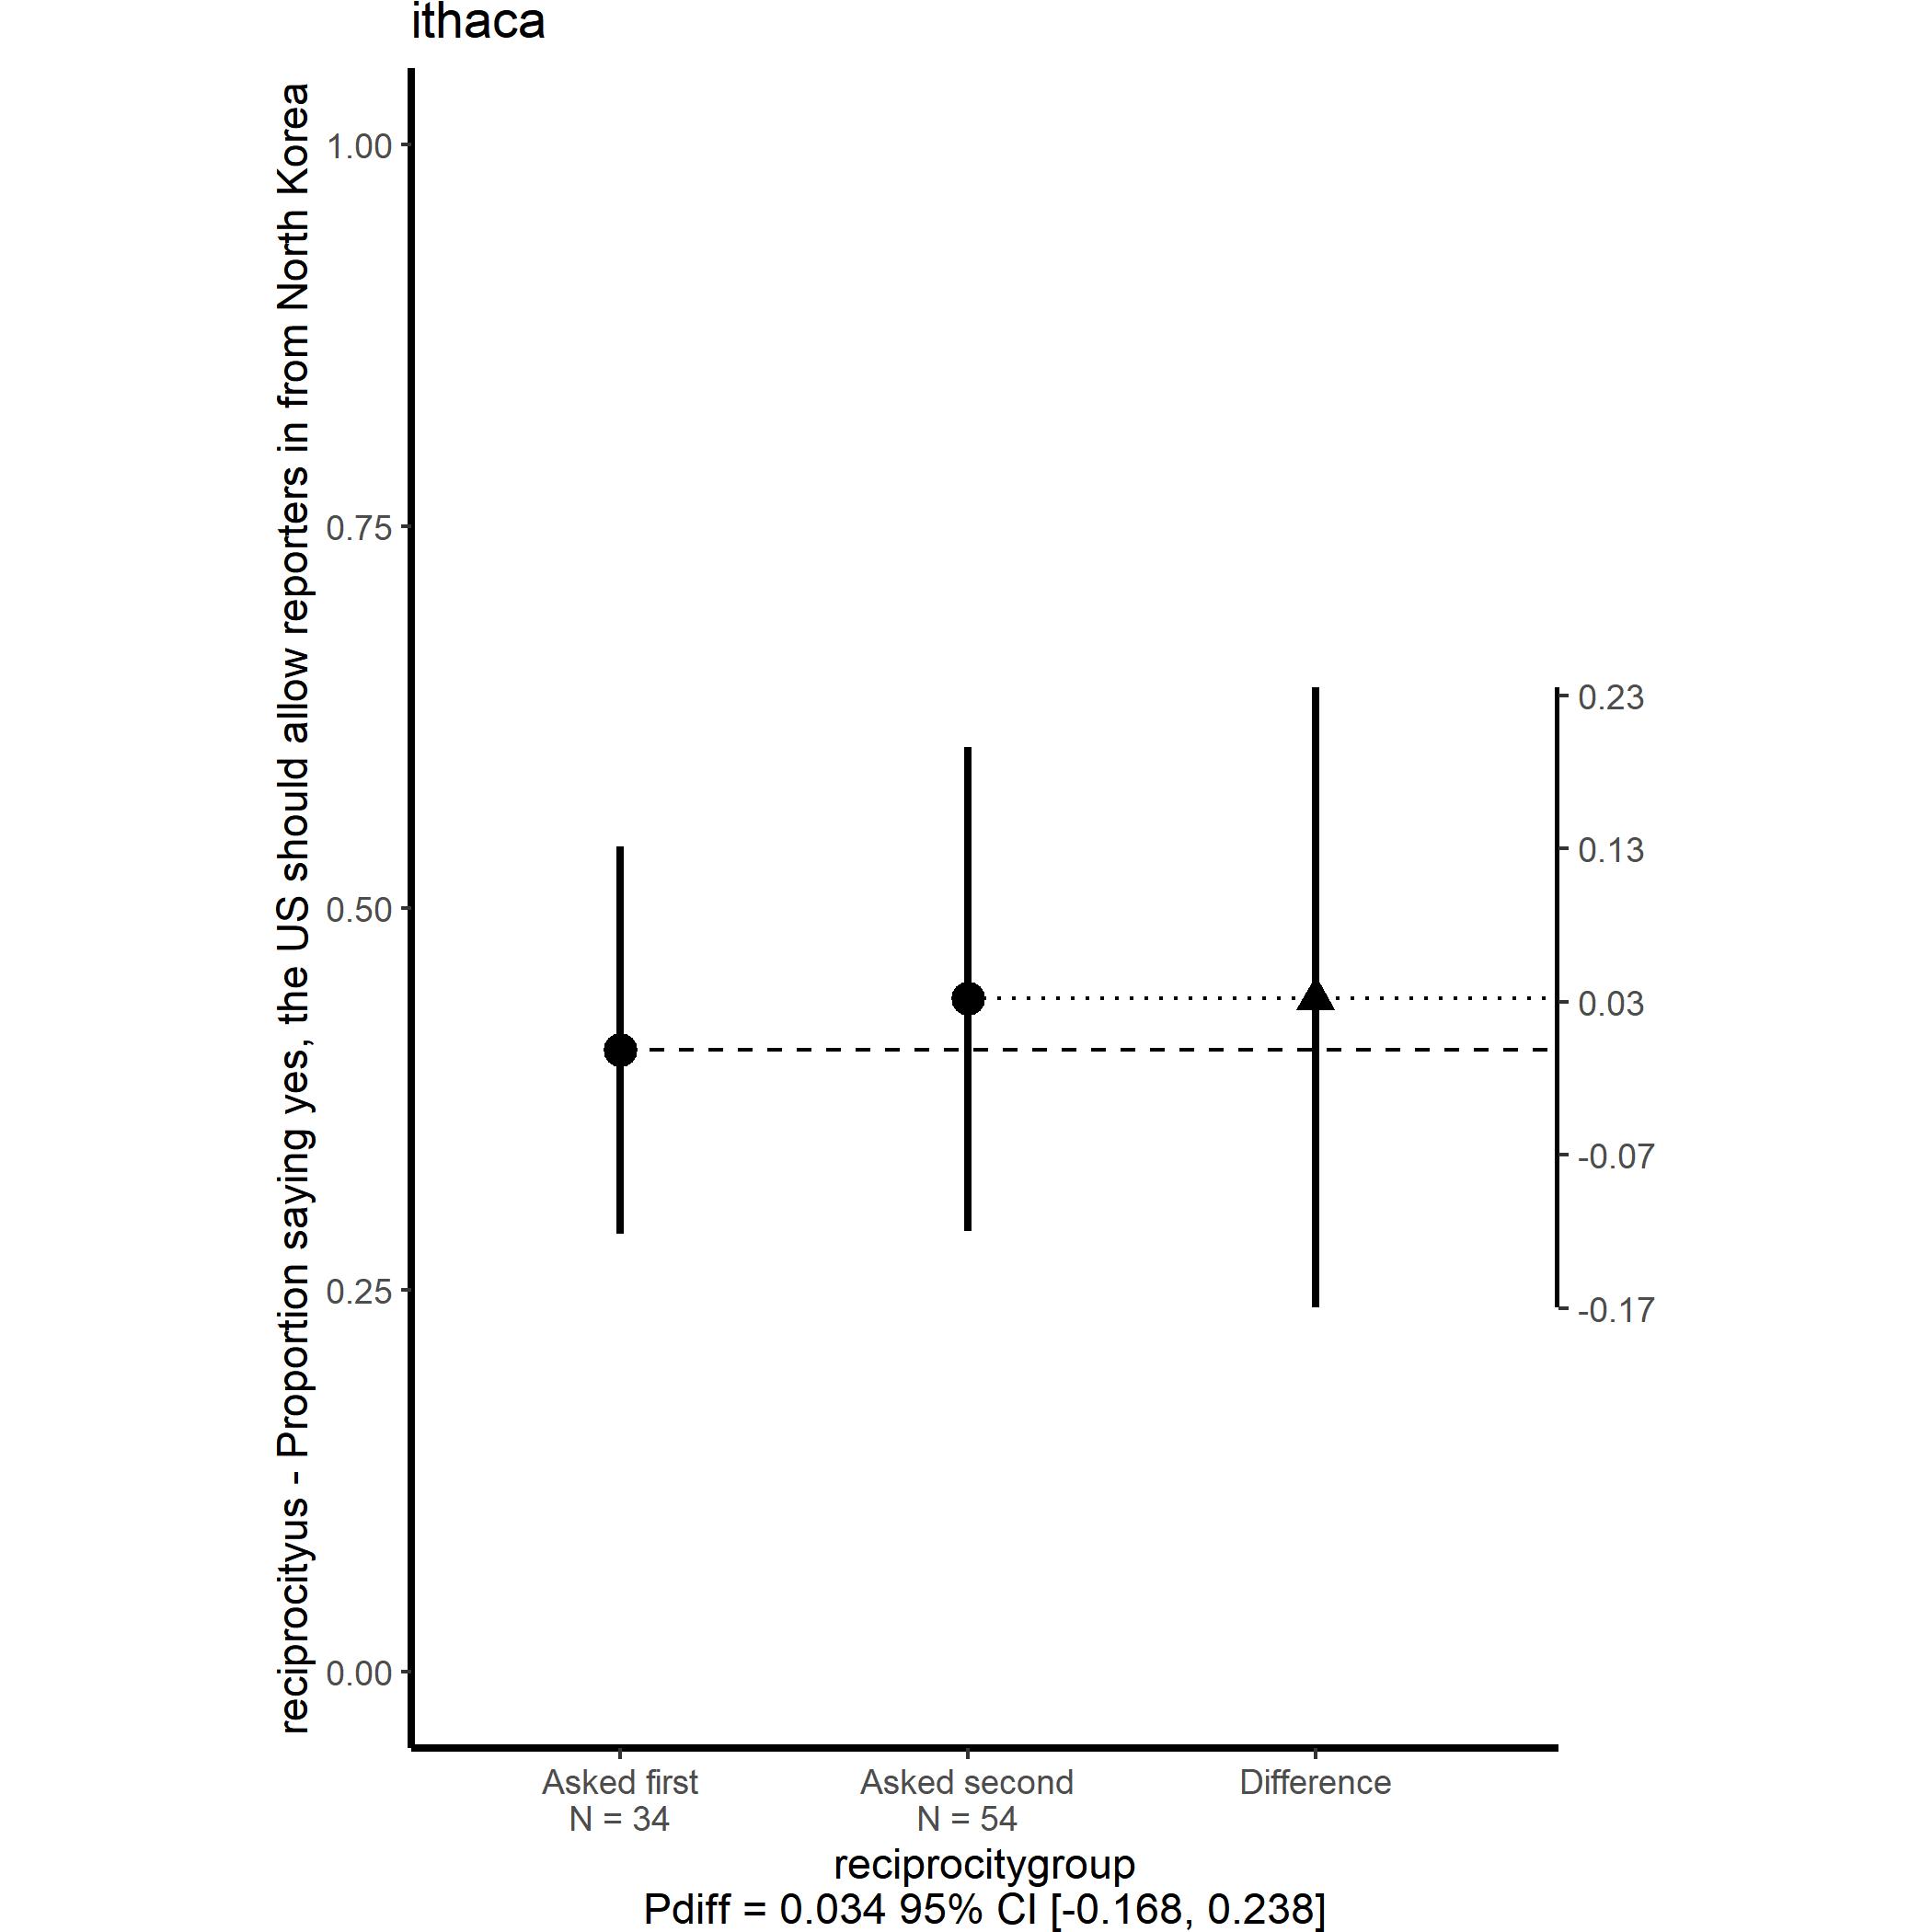 ithaca
reciprocityus - Proportion saying yes, the US should allow reporters in from North Korea
1.00
0.75
0.50
0.25
0.00
0.23
0.13
0.03
-0.07
-0.17
Asked first
N = 34
Asked second
N = 54
Difference
reciprocitygroup
Pdiff = 0.034 95% CI [-0.168, 0.238]